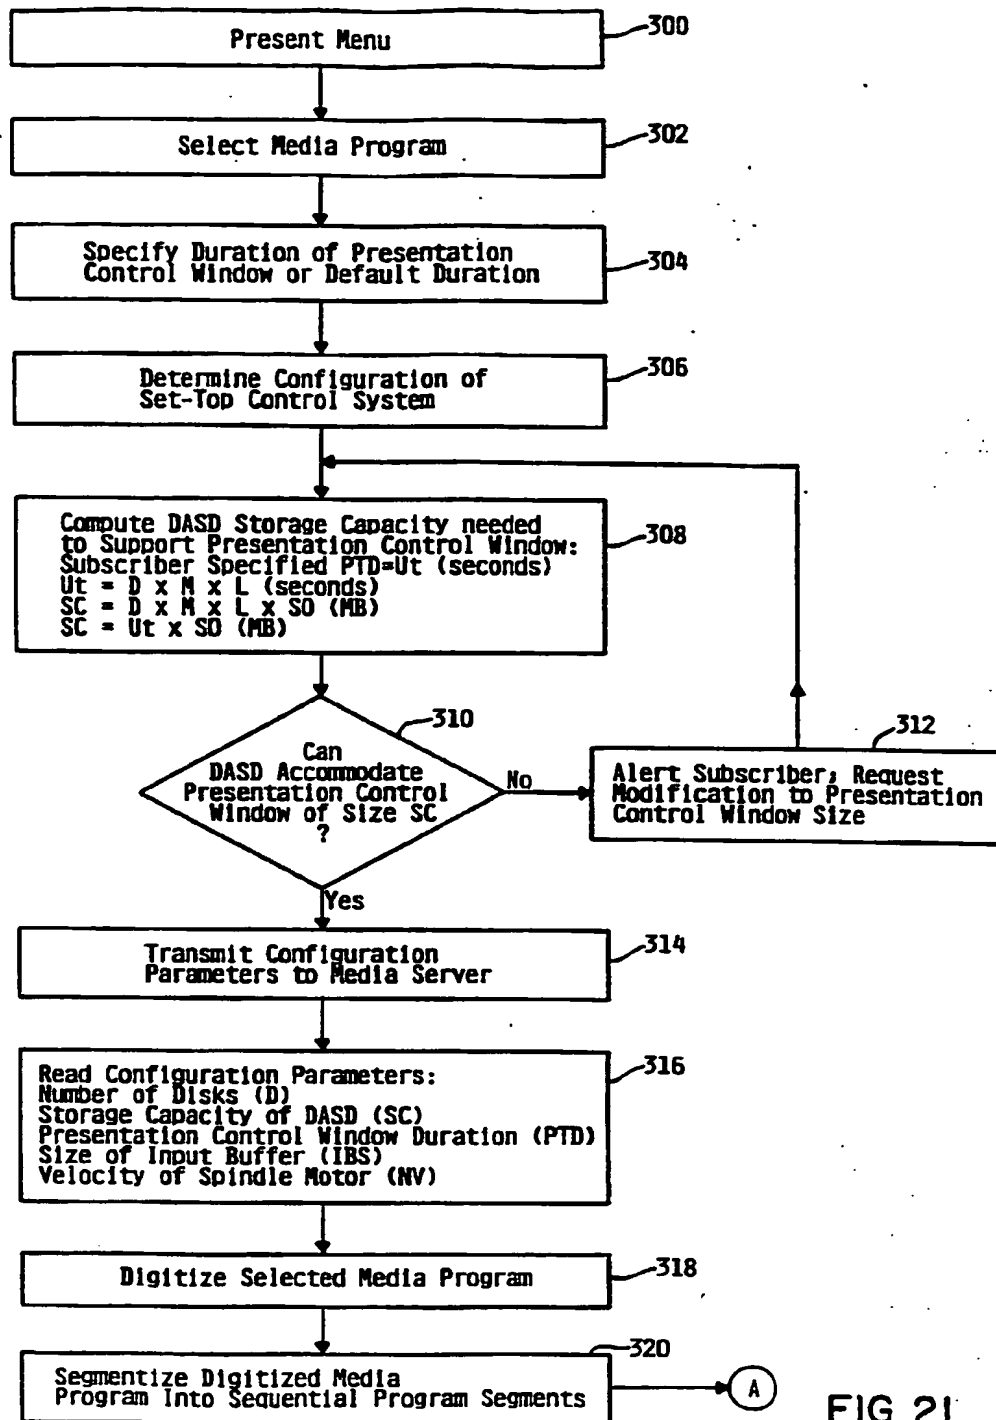 Present Menu
300
Select Media Program
302
Specify Duration of Presentation
Control Window or Default Duration
304
Determine Configuration of
Set-Top Control System
306
Compute DASD Storage Capacity needed
to Support Presentation Control Window:
Subscriber Specified PTD=Ut (seconds)
Ut = D x M x L (seconds)
SC = D x M x L x SO (MB)
SC = Ut x SO (MB)
308
310
Can
DASD Accommodate
Presentation Control
Window of Size SC
?
No
312
Alert Subscriber; Request
Modification to Presentation
Control Window Size
Yes
Transmit Configuration
Parameters to Media Server
314
Read Configuration Parameters:
Number of Disks (D)
Storage Capacity of DASD (SC)
Presentation Control Window Duration (PTD)
Size of Input Buffer (IBS)
Velocity of Spindle Motor (NV)
316
Digitize Selected Media Program
318
320
Segmentize Digitized Media
Program Into Sequential Program Segments
A
FIG. 21